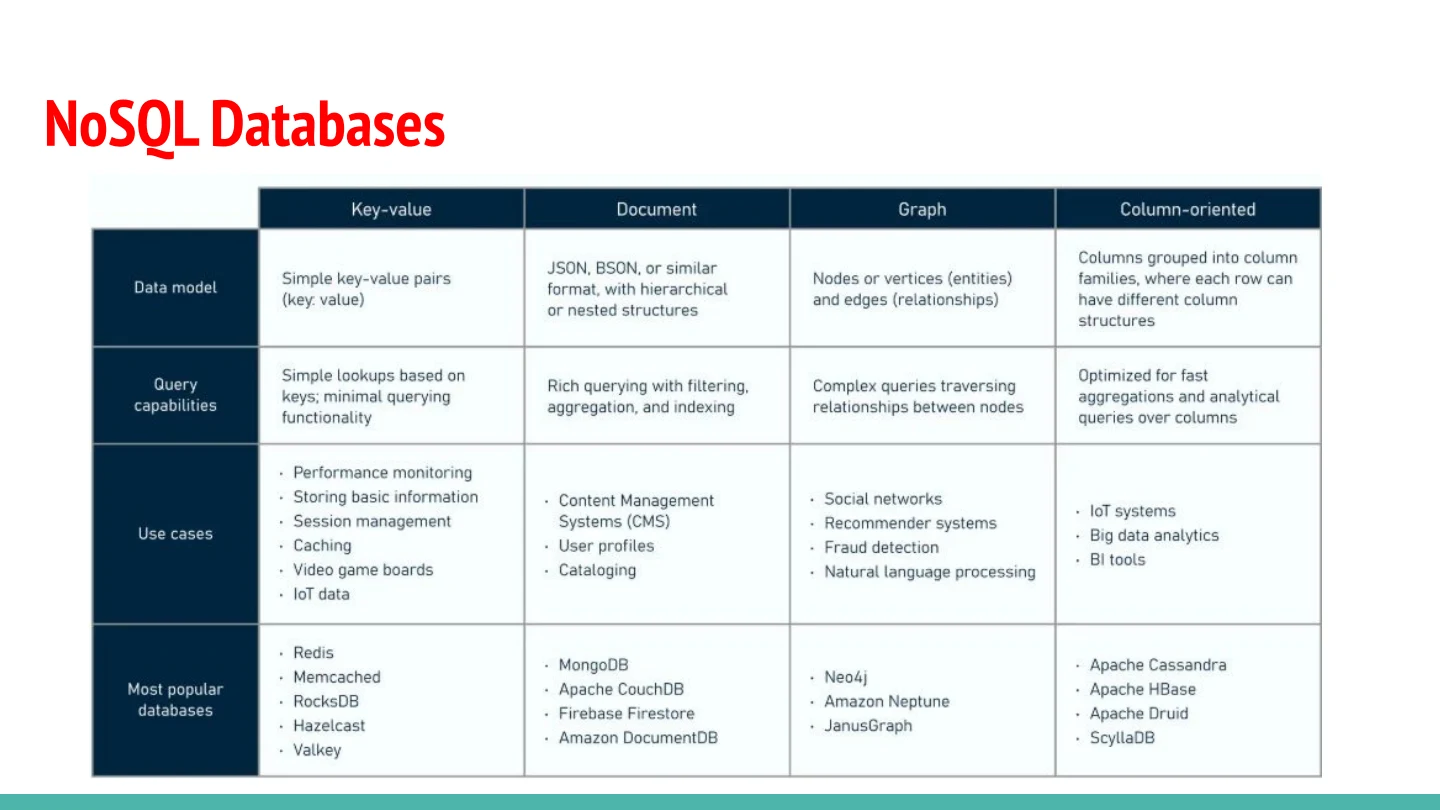 NoSQL Databases
Key-value
Document
Graph
Column-oriented
Data model
Simple key-value pairs
(key: value)
JSON, BSON, or similar
format, with hierarchical
or nested structures
Nodes or vertices (entities)
and edges (relationships)
Columns grouped into column
families, where each row can
have different column
structures
Query
capabilities
Simple lookups based on
keys; minimal querying
functionality
Rich querying with filtering,
aggregation, and indexing
Complex queries traversing
relationships between nodes
Optimized for fast
aggregations and analytical
queries over columns
Use cases
· Performance monitoring
· Storing basic information
· Session management
· Caching
· Video game boards
· IoT data
· Content Management
Systems (CMS)
· User profiles
· Cataloging
· Social networks
· Recommender systems
· Fraud detection
· Natural language processing
· IoT systems
· Big data analytics
· BI tools
Most popular
databases
· Redis
· Memcached
· RocksDB
· Hazelcast
· Valkey
· MongoDB
· Apache CouchDB
· Firebase Firestore
· Amazon DocumentDB
· Neo4j
· Amazon Neptune
· JanusGraph
· Apache Cassandra
· Apache HBase
· Apache Druid
· ScyllaDB